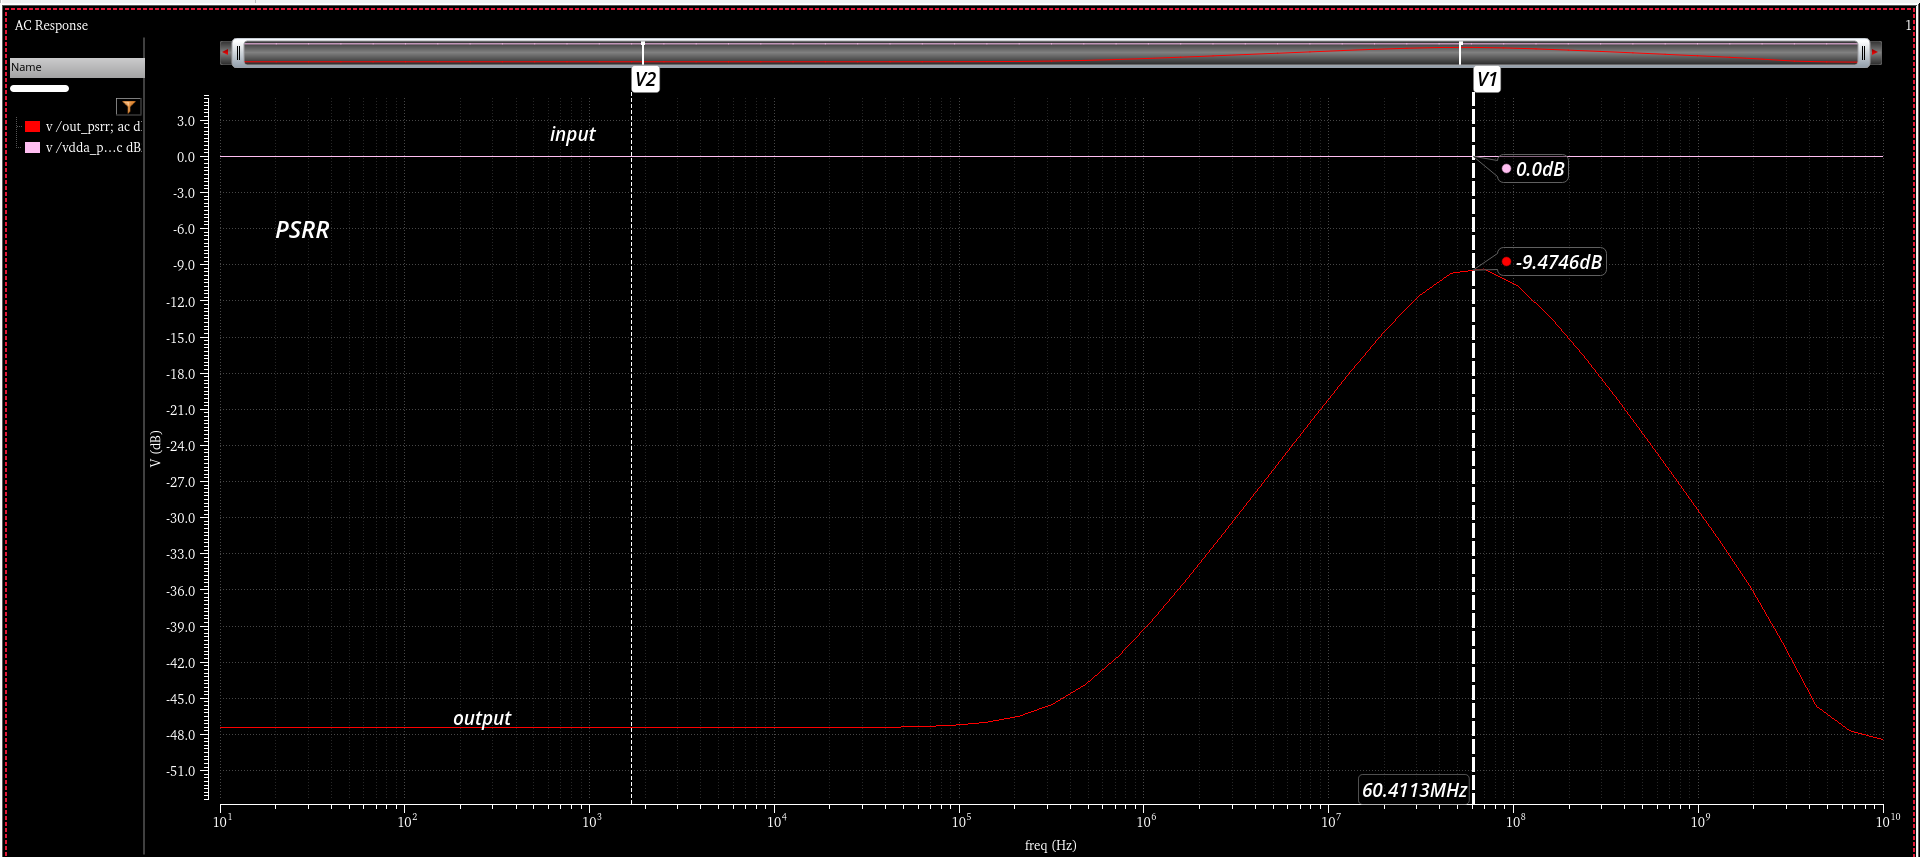 AC Response
1
Name
v /out_psrr; ac d
v /vdda_p...c dB
V2
V1
input
PSRR
output
0.0dB
-9.4746dB
60.4113MHz
V (dB)
3.0
0.0
-3.0
-6.0
-9.0
-12.0
-15.0
-18.0
-21.0
-24.0
-27.0
-30.0
-33.0
-36.0
-39.0
-42.0
-45.0
-48.0
-51.0
10¹ 10² 10³ 10⁴ 10⁵ 10⁶ 10⁷ 10⁸ 10⁹ 10¹⁰
freq (Hz)